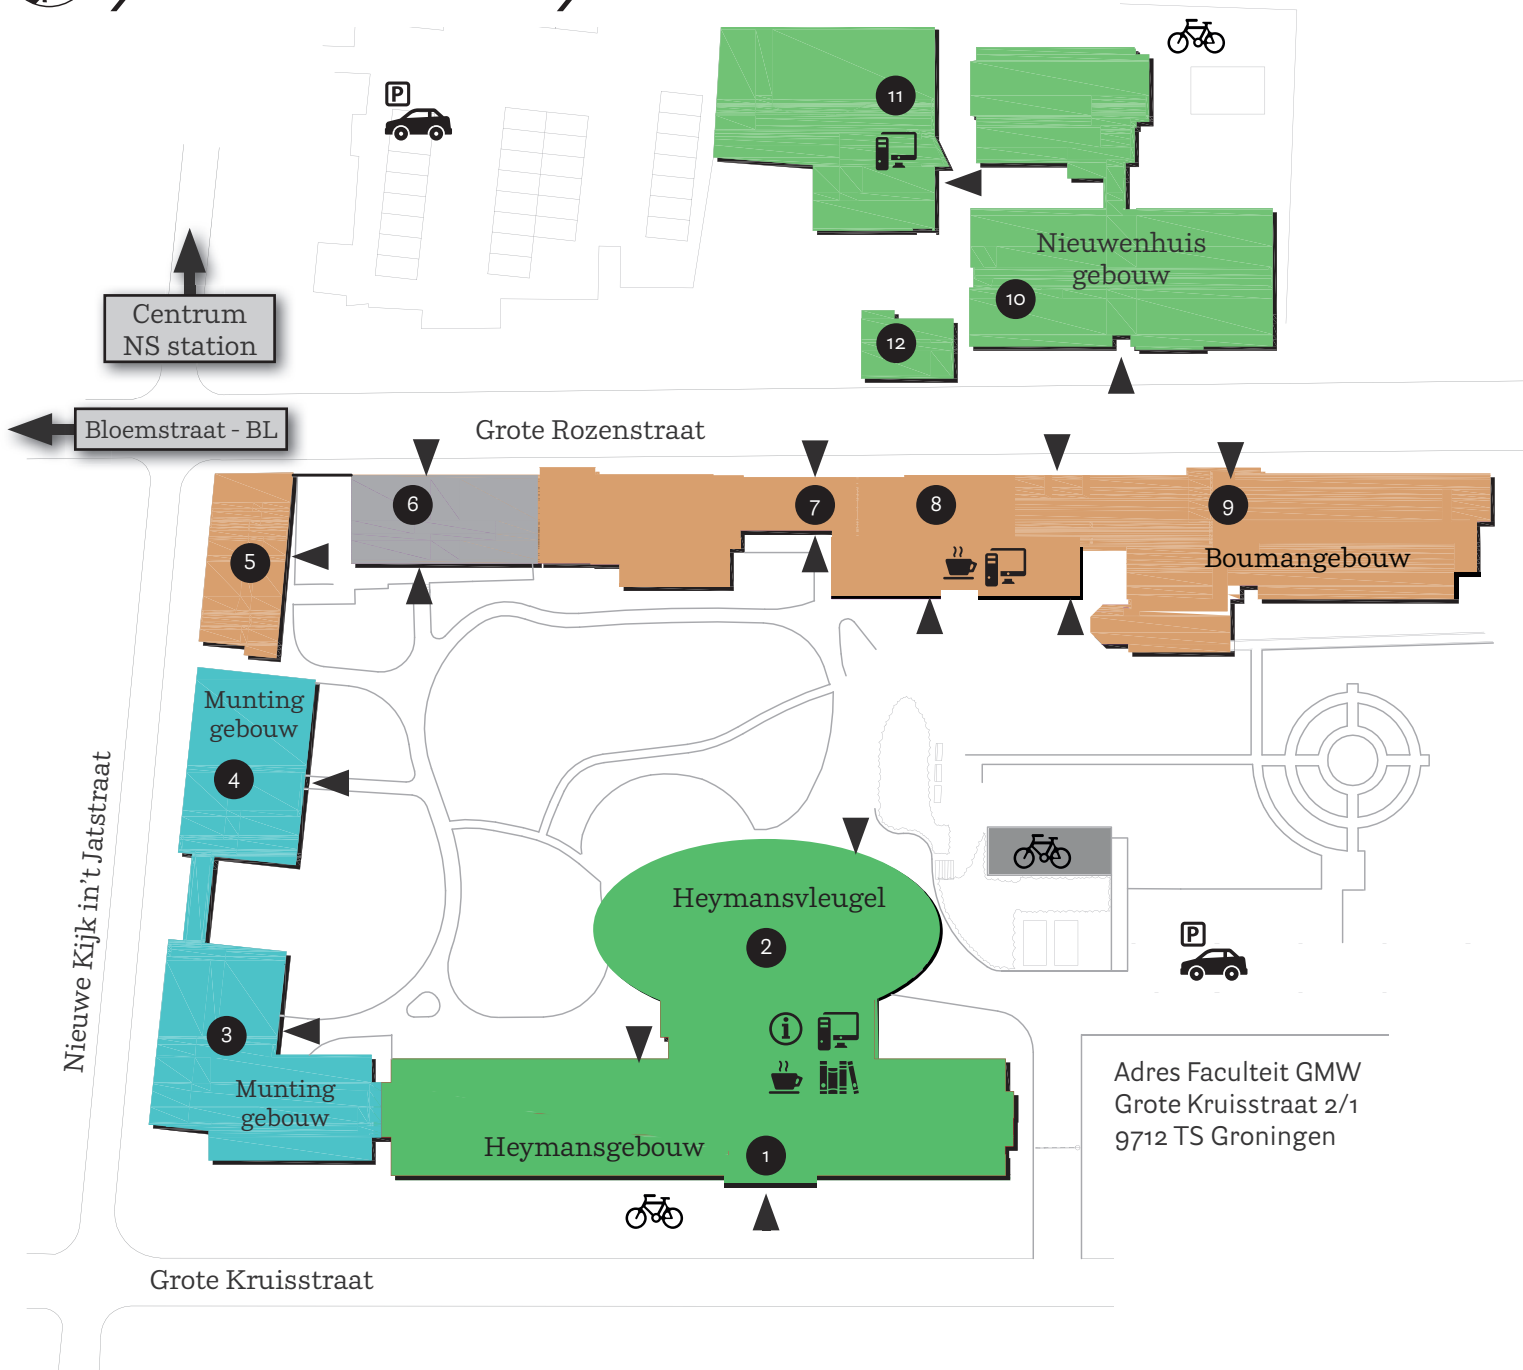 P
11
Nieuwenhuis
gebouw
10
12
Centrum
NS station
Bloemstraat - BL
Grote Rozenstraat
6
7
8
9
5
Boumangebouw
Munting
gebouw
4
Nieuwe Kijk in't Jatstraat
Heymansvleugel
2
P
3
i
Munting
gebouw
Heymansgebouw
1
Adres Faculteit GMW
Grote Kruisstraat 2/1
9712 TS Groningen
Grote Kruisstraat